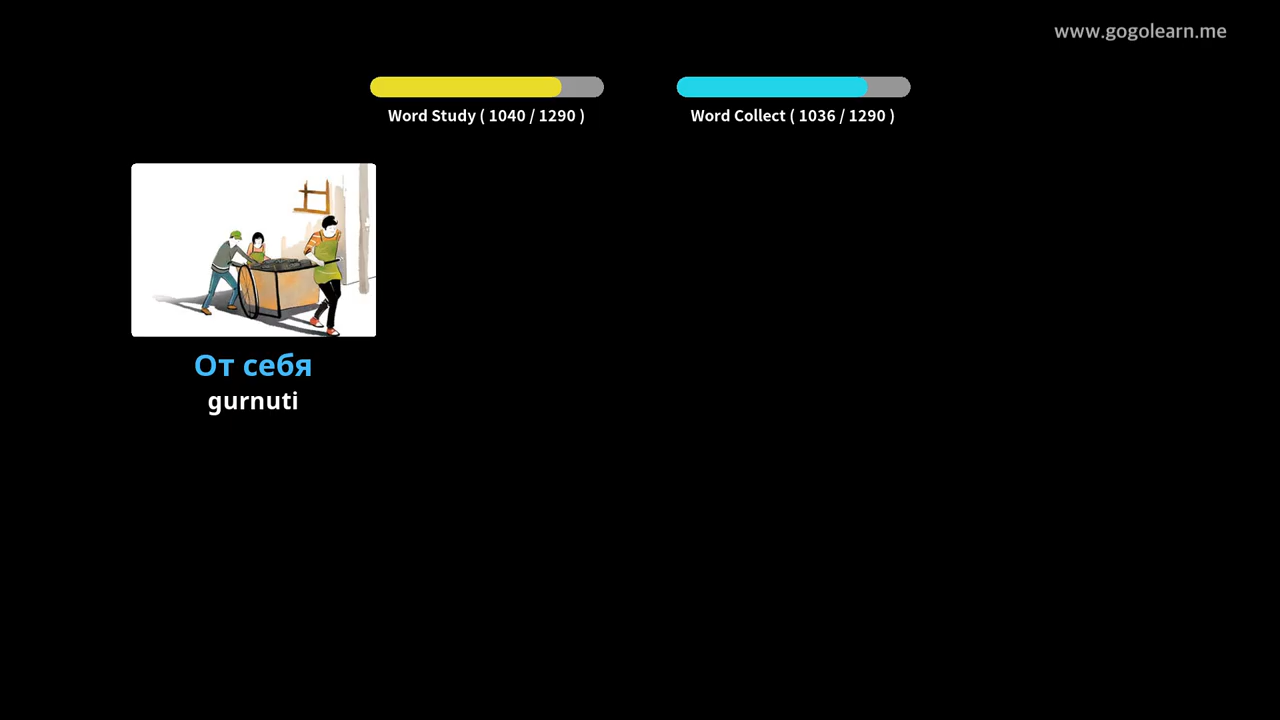 www.gogolearn.me
Word Study ( 1040 / 1290 )
Word Collect ( 1036 / 1290 )
От себя
gurnuti